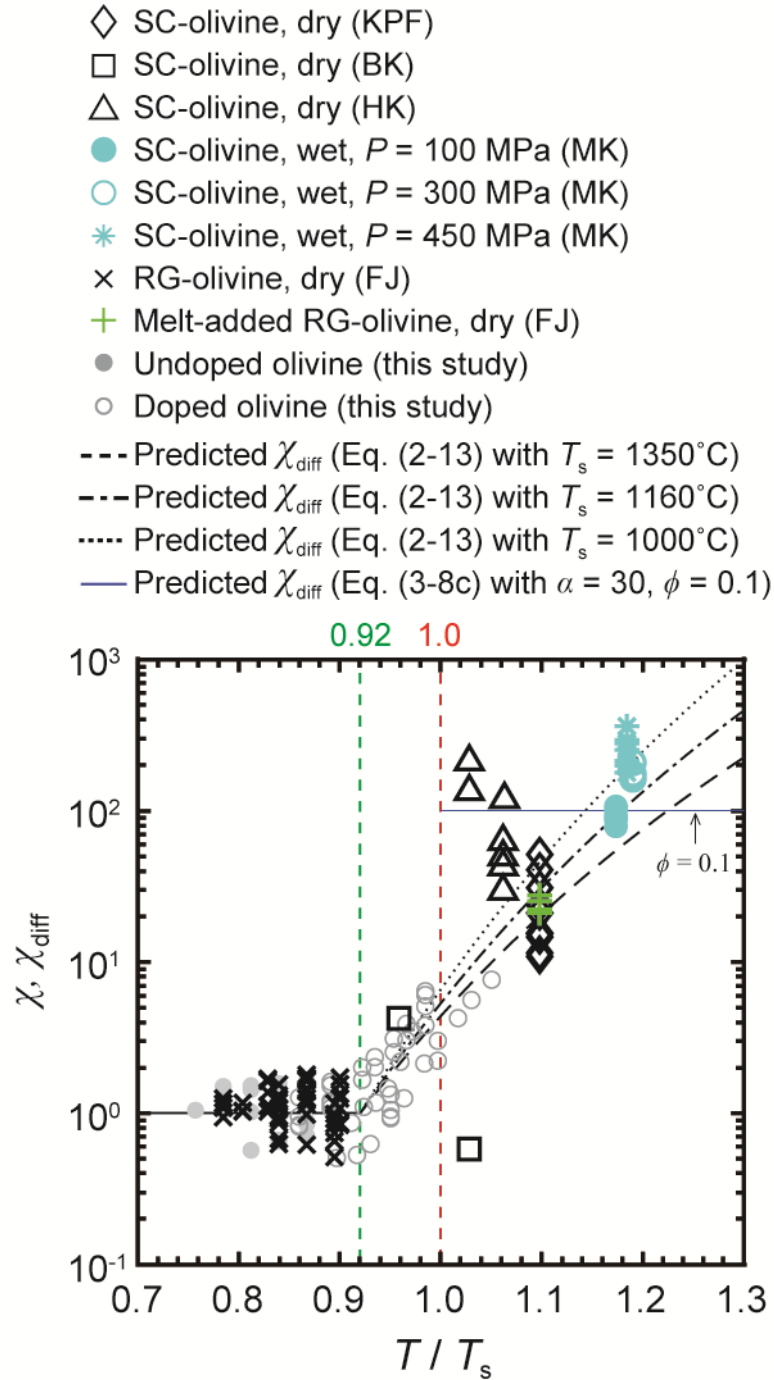 SC-olivine, dry (KPF)
SC-olivine, dry (BK)
SC-olivine, dry (HK)
SC-olivine, wet, P = 100 MPa (MK)
SC-olivine, wet, P = 300 MPa (MK)
SC-olivine, wet, P = 450 MPa (MK)
RG-olivine, dry (FJ)
Melt-added RG-olivine, dry (FJ)
Undoped olivine (this study)
Doped olivine (this study)
Predicted χdiff (Eq. (2-13) with Ts = 1350˚C)
Predicted χdiff (Eq. (2-13) with Ts = 1160˚C)
Predicted χdiff (Eq. (2-13) with Ts = 1000˚C)
Predicted χdiff (Eq. (3-8c) with α = 30, ϕ = 0.1)
0.92 1.0
10³
10²
ϕ = 0.1
10¹
χ, χdiff
10⁰
10⁻¹
0.7 0.8 0.9 1.0 1.1 1.2 1.3
T / Ts